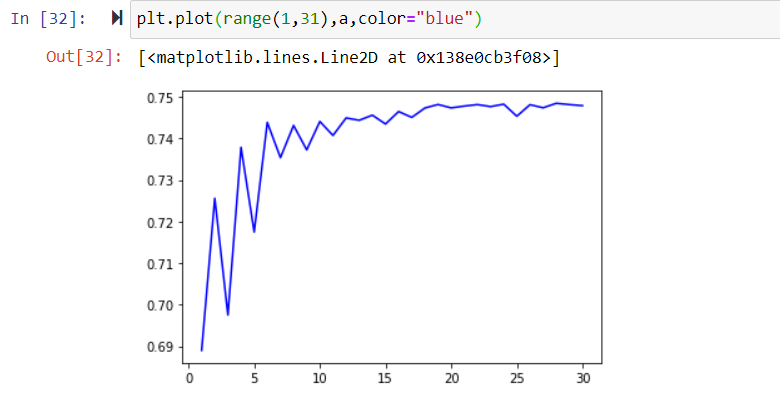 In [32]: plt.plot(range(1,31),a,color="blue")
Out[32]: [<matplotlib.lines.Line2D at 0x138e0cb3f08>]
0.75
0.74
0.73
0.72
0.71
0.70
0.69
0 5 10 15 20 25 30